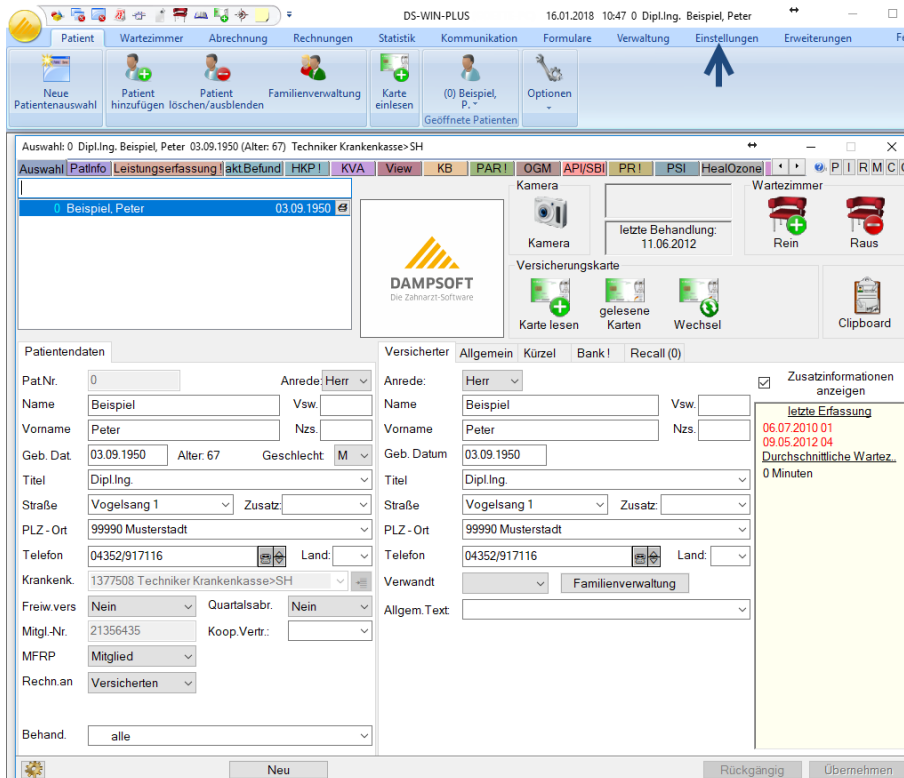 DS-WIN-PLUS 16.01.2018 10:47 0 Dipl.Ing. Beispiel, Peter
Patient Wartezimmer Abrechnung Rechnungen Statistik Kommunikation Formulare Verwaltung Einstellungen Erweiterungen
Neue Patientenauswahl
Patient hinzufügen
Patient löschen/ausblenden
Familienverwaltung
Karte einlesen
(0) Beispiel, P.
Optionen
Geöffnete Patienten
Auswahl: 0 Dipl.Ing. Beispiel, Peter 03.09.1950 (Alter: 67) Techniker Krankenkasse>SH
Auswahl PatInfo Leistungserfassung ! akt.Befund HKP ! KVA View KB PAR ! OGM API/SBI PR ! PSI HealOzone P I R M C
0 Beispiel, Peter 03.09.1950
DAMPSOFT
Die Zahnarzt-Software
Kamera
Kamera
letzte Behandlung:
11.06.2012
Wartezimmer
Rein Raus
Versicherungskarte
Karte lesen
gelesene Karten
Wechsel
Clipboard
Patientendaten
Pat.Nr. 0 Anrede: Herr
Name Beispiel Vsw.
Vorname Peter Nzs.
Geb. Dat. 03.09.1950 Alter: 67 Geschlecht: M
Titel Dipl.Ing.
Straße Vogelsang 1 Zusatz:
PLZ - Ort 99990 Musterstadt
Telefon 04352/917116 Land:
Krankenk. 1377508 Techniker Krankenkasse>SH
Freiw.vers Nein Quartalsabr. Nein
Mitgl.-Nr. 21356435 Koop.Vertr.:
MFRP Mitglied
Rechn.an Versicherten
Behand. alle
Versicherter Allgemein Kürzel Bank ! Recall (0)
Anrede: Herr
Name Beispiel Vsw.
Vorname Peter Nzs.
Geb. Datum 03.09.1950
Titel Dipl.Ing.
Straße Vogelsang 1 Zusatz:
PLZ - Ort 99990 Musterstadt
Telefon 04352/917116 Land:
Verwandt Familienverwaltung
Allgem.Text:
Zusatzinformationen
anzeigen
letzte Erfassung
06.07.2010 01
09.05.2012 04
Durchschnittliche Wartez..
0 Minuten
Neu Rückgängig Übernehmen